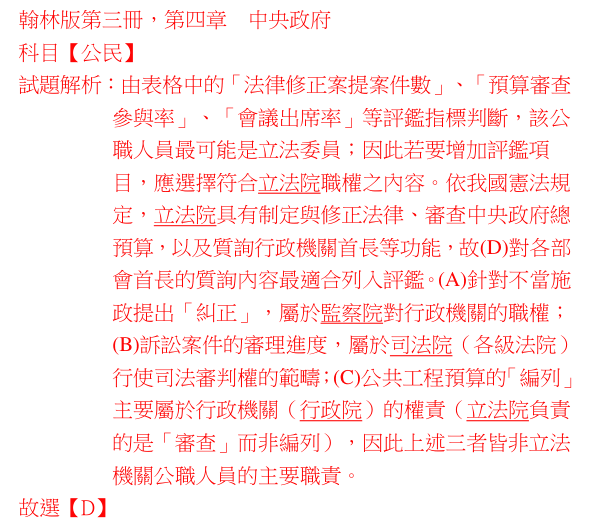 翰林版第三冊，第四章　中央政府
科目【公民】
試題解析：由表格中的「法律修正案提案件數」、「預算審查
參與率」、「會議出席率」等評鑑指標判斷，該公
職人員最可能是立法委員；因此若要增加評鑑項
目，應選擇符合立法院職權之內容。依我國憲法規
定，立法院具有制定與修正法律、審查中央政府總
預算，以及質詢行政機關首長等功能，故(D)對各部
會首長的質詢內容最適合列入評鑑。(A)針對不當施
政提出「糾正」，屬於監察院對行政機關的職權；
(B)訴訟案件的審理進度，屬於司法院（各級法院）
行使司法審判權的範疇；(C)公共工程預算的「編列」
主要屬於行政機關（行政院）的權責（立法院負責
的是「審查」而非編列），因此上述三者皆非立法
機關公職人員的主要職責。
故選【D】